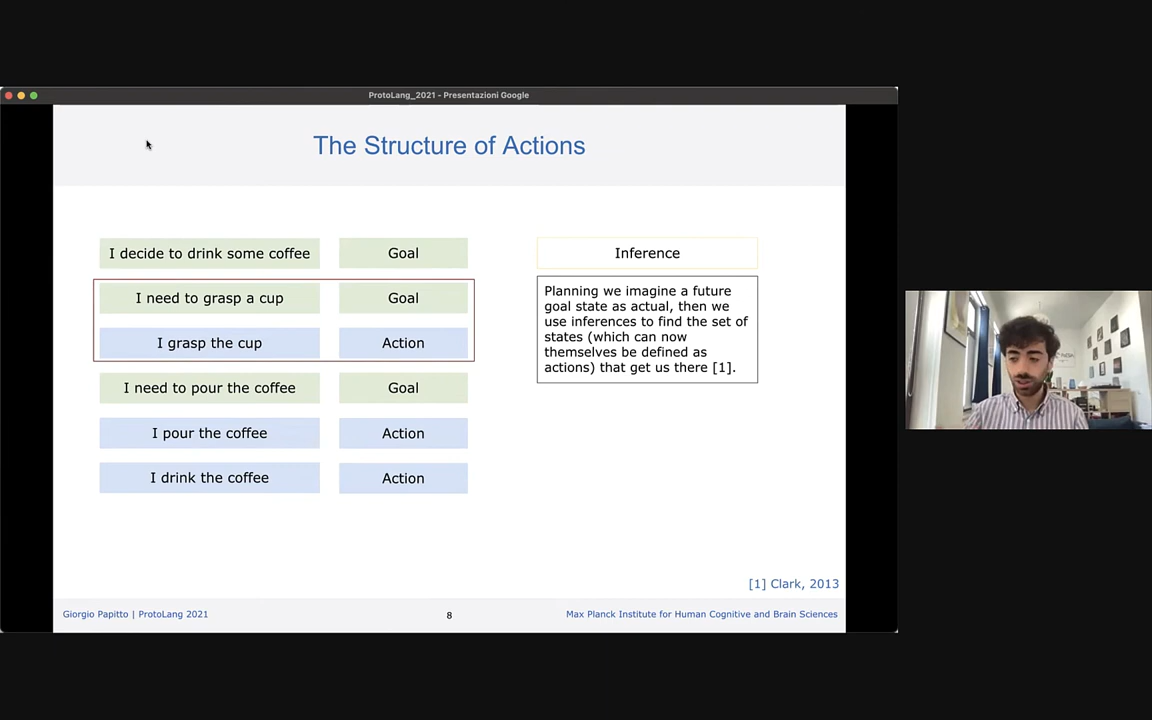 ProtoLang_2021 - Presentazioni Google
The Structure of Actions
I decide to drink some coffee
Goal
I need to grasp a cup
Goal
I grasp the cup
Action
I need to pour the coffee
Goal
I pour the coffee
Action
I drink the coffee
Action
Inference
Planning we imagine a future
goal state as actual, then we
use inferences to find the set of
states (which can now
themselves be defined as
actions) that get us there [1].
[1] Clark, 2013
Giorgio Papitto | ProtoLang 2021
8
Max Planck Institute for Human Cognitive and Brain Sciences